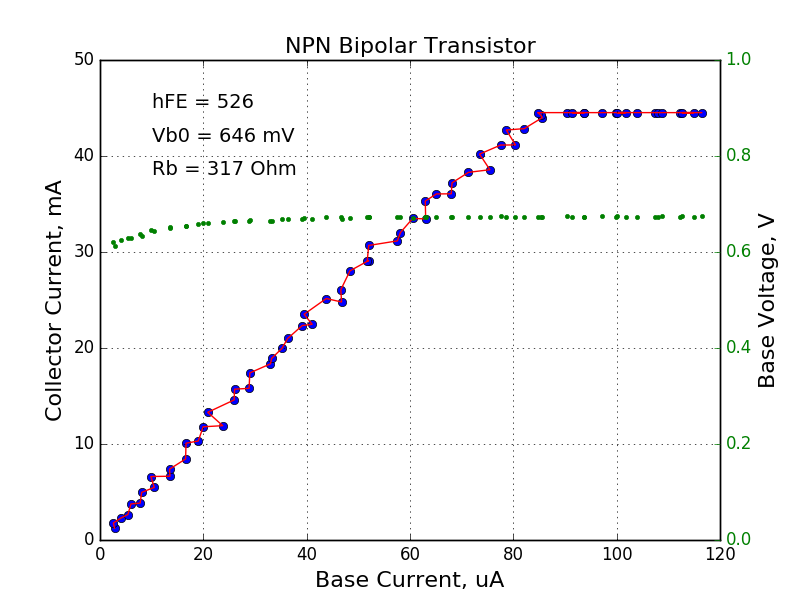 NPN Bipolar Transistor
hFE = 526
Vb0 = 646 mV
Rb = 317 Ohm
50
40
30
20
10
0
Collector Current, mA
1.0
0.8
0.6
0.4
0.2
0.0
Base Voltage, V
0 20 40 60 80 100 120
Base Current, uA